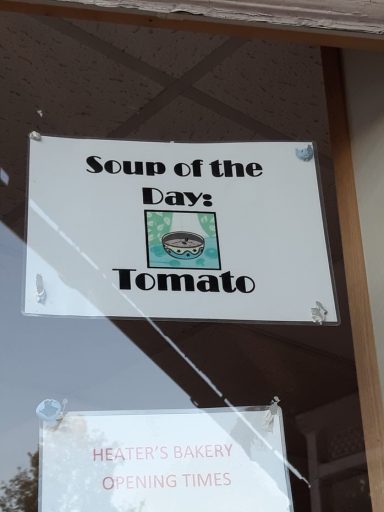 Soup of the
Day:
Tomato
HEATER'S BAKERY
OPENING TIMES